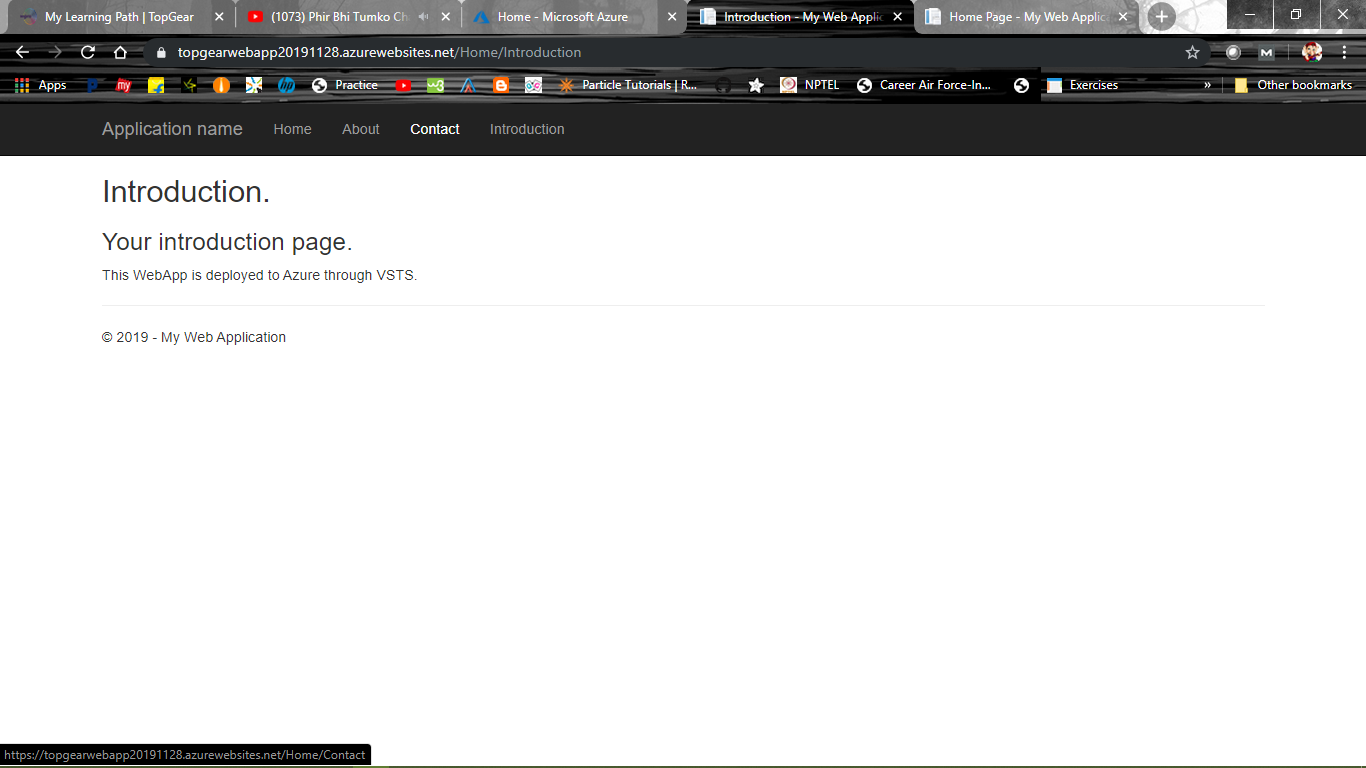 My Learning Path | TopGear
(1073) Phir Bhi Tumko Ch
Home - Microsoft Azure
Introduction - My Web Applic
Home Page - My Web Applic
topgearwebapp20191128.azurewebsites.net/Home/Introduction
Apps
my
hp
Practice
Particle Tutorials | R...
NPTEL
Career Air Force-In...
Exercises
»
Other bookmarks
Application name
Home
About
Contact
Introduction
Introduction.
Your introduction page.
This WebApp is deployed to Azure through VSTS.
© 2019 - My Web Application
https://topgearwebapp20191128.azurewebsites.net/Home/Contact